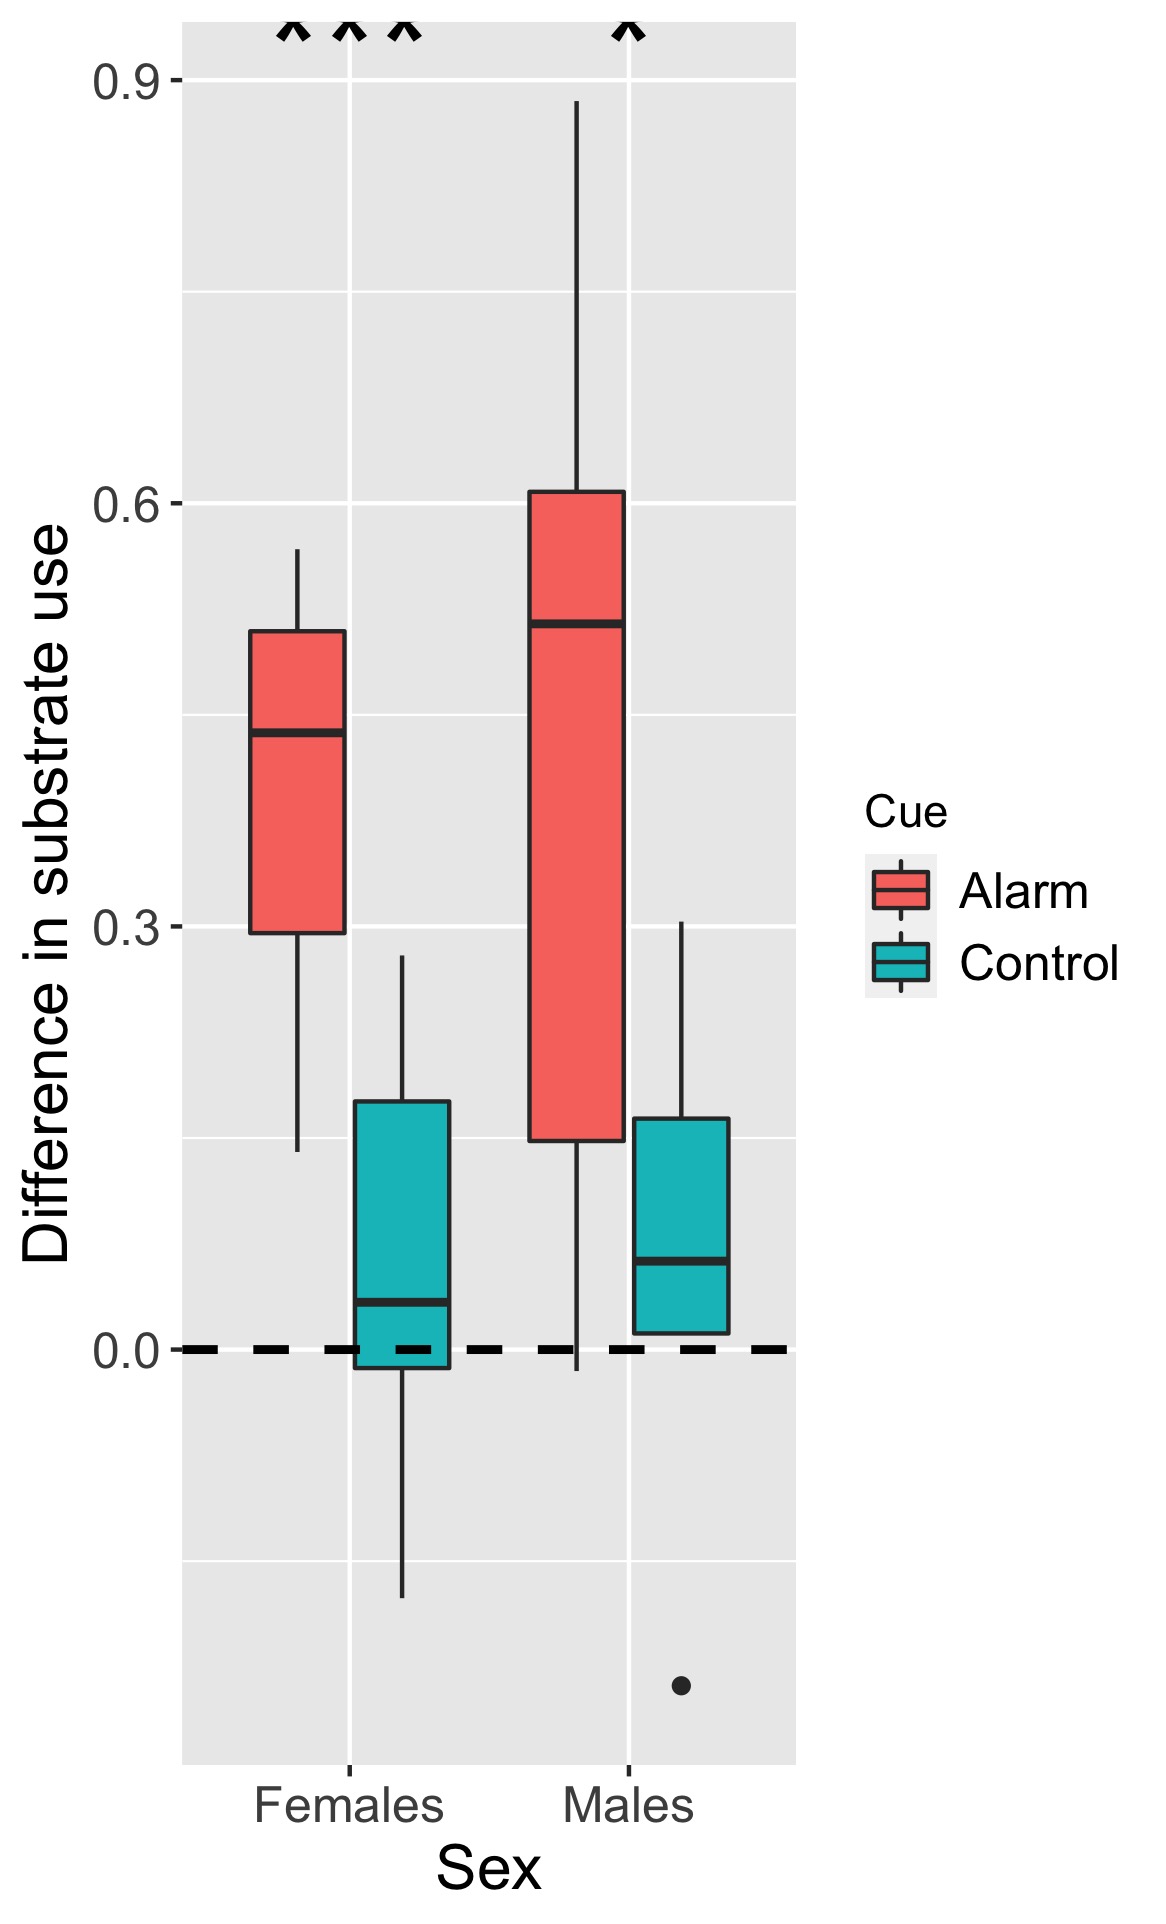 * * * *
0.9
0.6
0.3
0.0
Difference in substrate use
Females Males
Sex
Cue
Alarm
Control